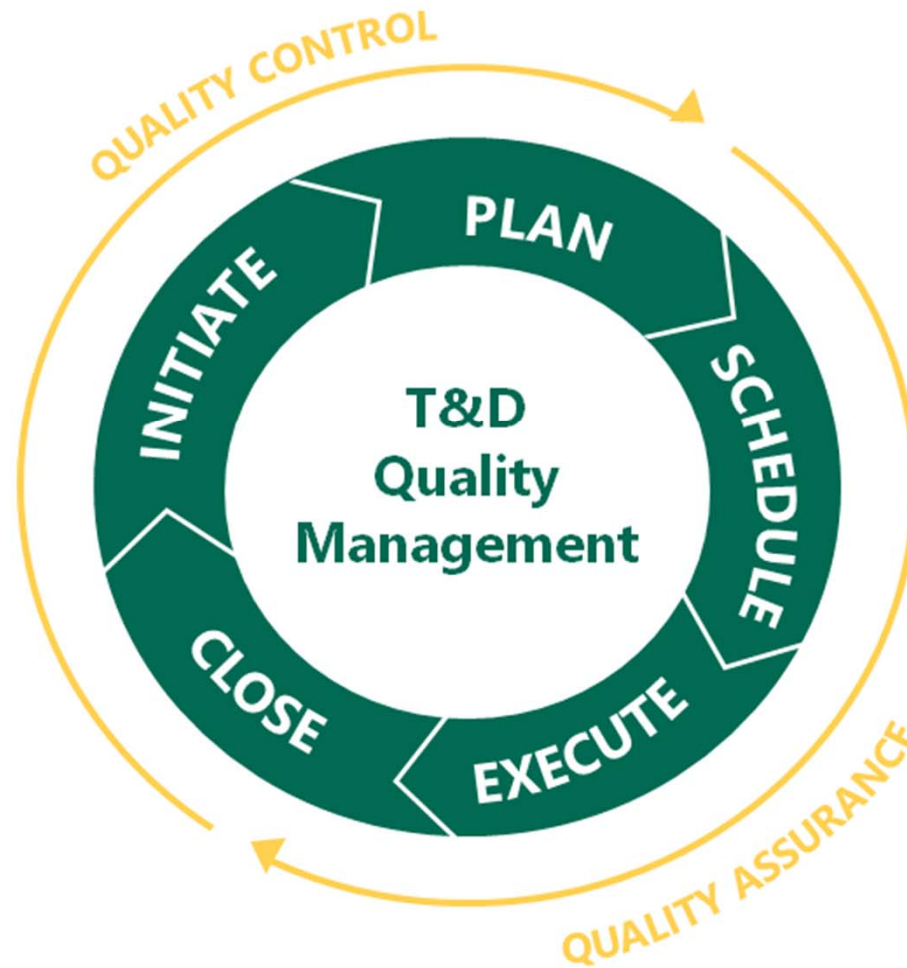 QUALITY CONTROL
INITIATE
PLAN
SCHEDULE
EXECUTE
CLOSE
T&D
Quality
Management
QUALITY ASSURANCE